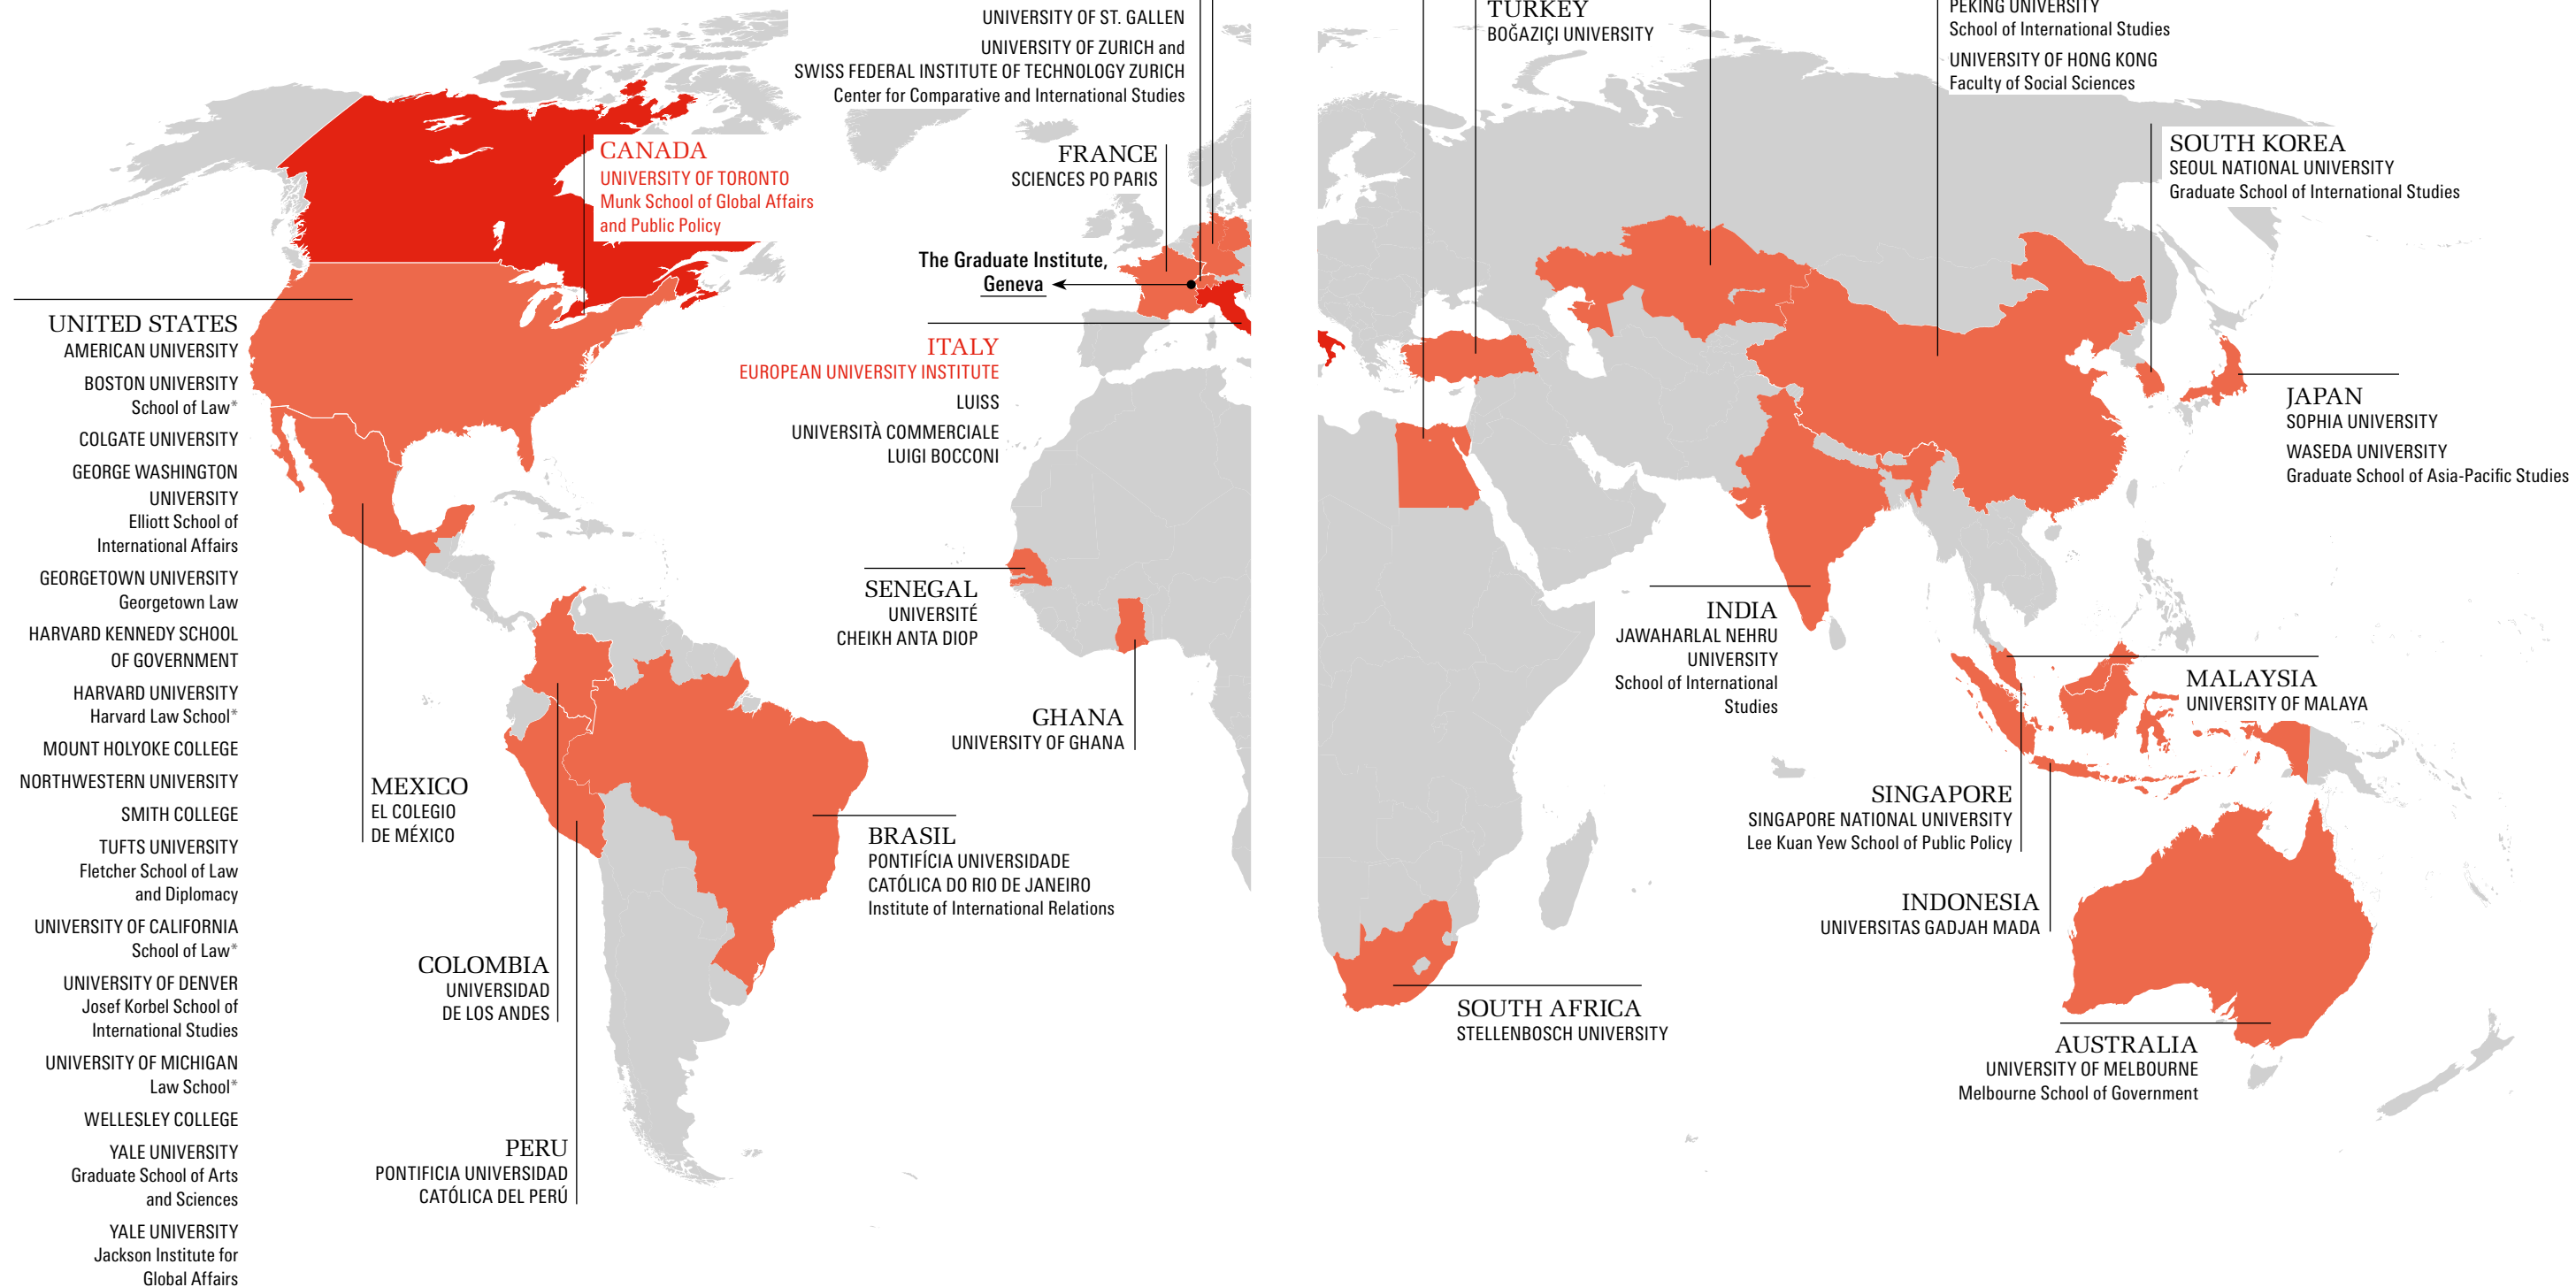 UNIVERSITY OF ST. GALLEN
UNIVERSITY OF ZURICH and
SWISS FEDERAL INSTITUTE OF TECHNOLOGY ZURICH
Center for Comparative and International Studies
TURKEY
BOĞAZIÇI UNIVERSITY
PEKING UNIVERSITY
School of International Studies
UNIVERSITY OF HONG KONG
Faculty of Social Sciences
CANADA
UNIVERSITY OF TORONTO
Munk School of Global Affairs
and Public Policy
FRANCE
SCIENCES PO PARIS
SOUTH KOREA
SEOUL NATIONAL UNIVERSITY
Graduate School of International Studies
The Graduate Institute,
Geneva
UNITED STATES
AMERICAN UNIVERSITY
BOSTON UNIVERSITY
School of Law*
COLGATE UNIVERSITY
GEORGE WASHINGTON
UNIVERSITY
Elliott School of
International Affairs
GEORGETOWN UNIVERSITY
Georgetown Law
HARVARD KENNEDY SCHOOL
OF GOVERNMENT
HARVARD UNIVERSITY
Harvard Law School*
MOUNT HOLYOKE COLLEGE
NORTHWESTERN UNIVERSITY
SMITH COLLEGE
TUFTS UNIVERSITY
Fletcher School of Law
and Diplomacy
UNIVERSITY OF CALIFORNIA
School of Law*
UNIVERSITY OF DENVER
Josef Korbel School of
International Studies
UNIVERSITY OF MICHIGAN
Law School*
WELLESLEY COLLEGE
YALE UNIVERSITY
Graduate School of Arts
and Sciences
YALE UNIVERSITY
Jackson Institute for
Global Affairs
ITALY
EUROPEAN UNIVERSITY INSTITUTE
LUISS
UNIVERSITÀ COMMERCIALE
LUIGI BOCCONI
JAPAN
SOPHIA UNIVERSITY
WASEDA UNIVERSITY
Graduate School of Asia-Pacific Studies
SENEGAL
UNIVERSITÉ
CHEIKH ANTA DIOP
INDIA
JAWAHARLAL NEHRU
UNIVERSITY
School of International
Studies
MALAYSIA
UNIVERSITY OF MALAYA
GHANA
UNIVERSITY OF GHANA
MEXICO
EL COLEGIO
DE MÉXICO
SINGAPORE
SINGAPORE NATIONAL UNIVERSITY
Lee Kuan Yew School of Public Policy
BRASIL
PONTIFÍCIA UNIVERSIDADE
CATÓLICA DO RIO DE JANEIRO
Institute of International Relations
INDONESIA
UNIVERSITAS GADJAH MADA
COLOMBIA
UNIVERSIDAD
DE LOS ANDES
SOUTH AFRICA
STELLENBOSCH UNIVERSITY
AUSTRALIA
UNIVERSITY OF MELBOURNE
Melbourne School of Government
PERU
PONTIFICIA UNIVERSIDAD
CATÓLICA DEL PERÚ